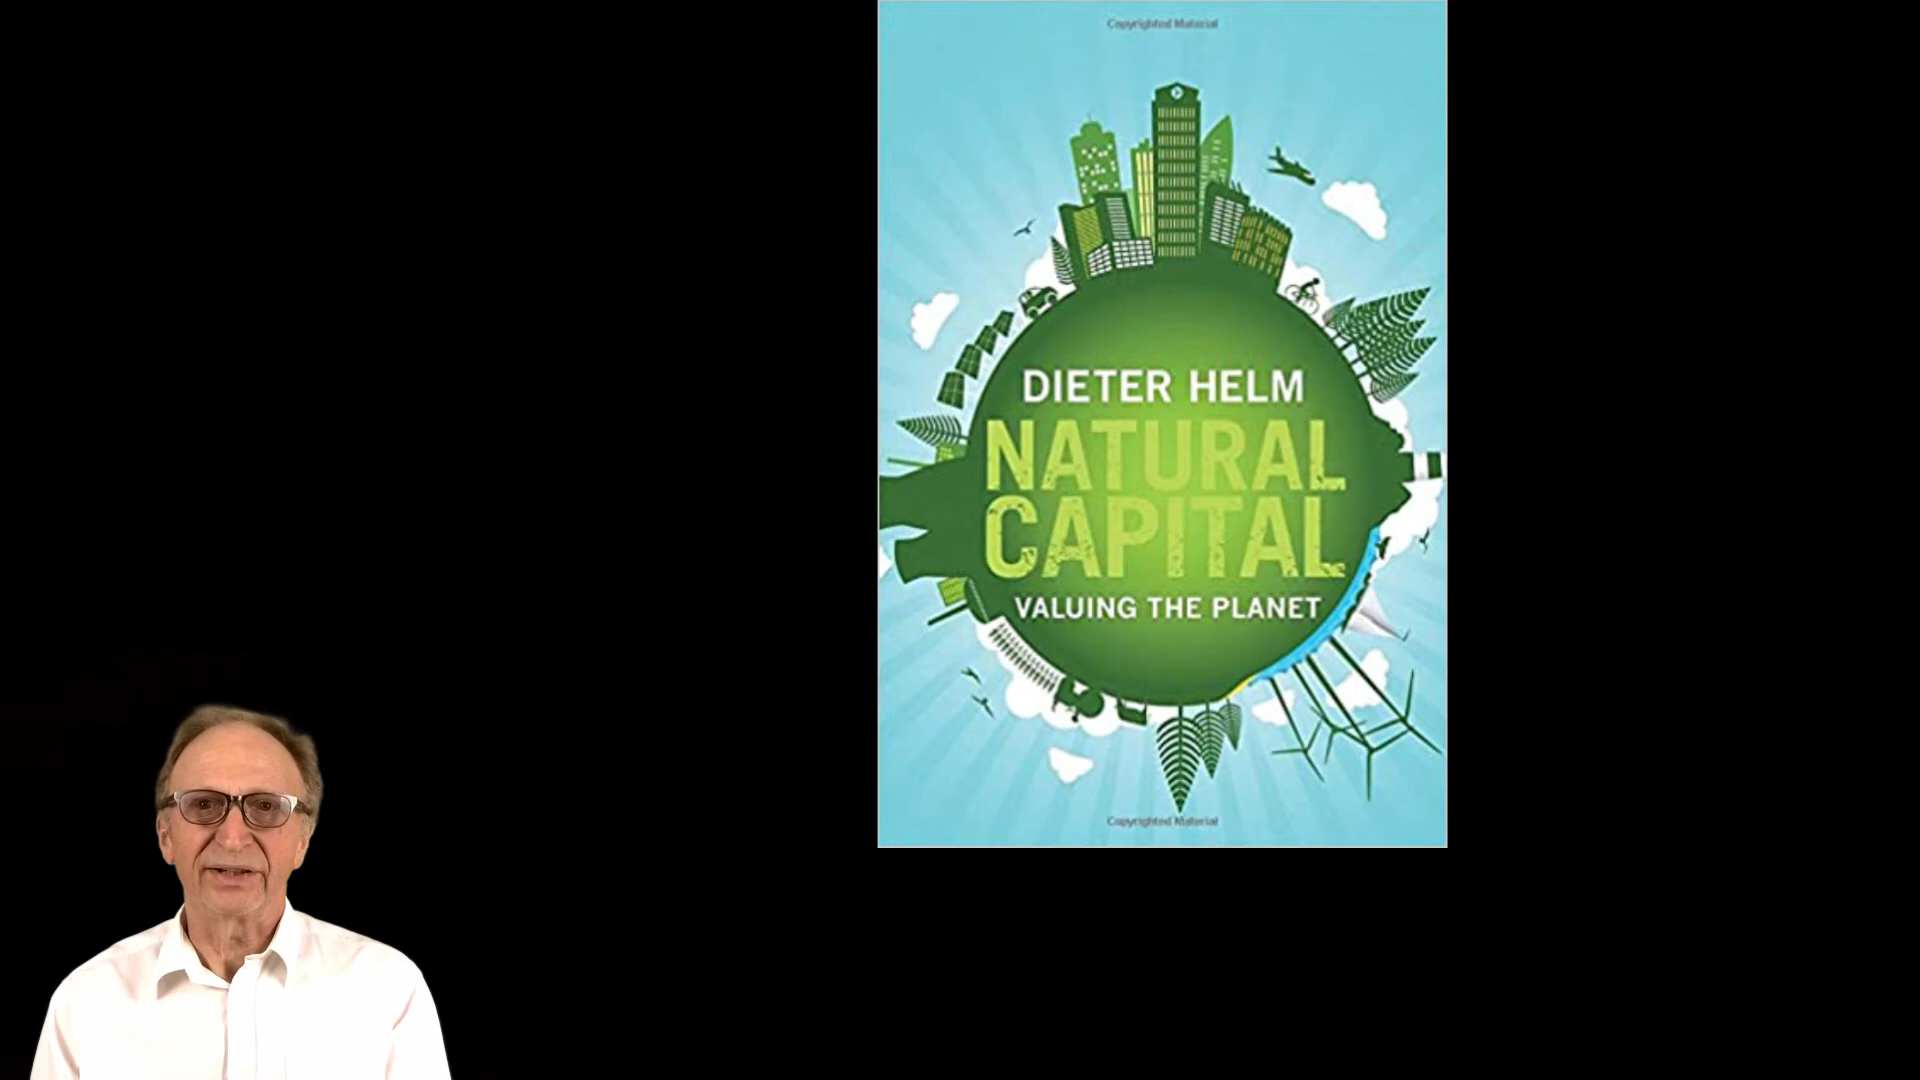 Copyrighted Material
DIETER HELM
NATURAL
CAPITAL
VALUING THE PLANET
Copyrighted Material